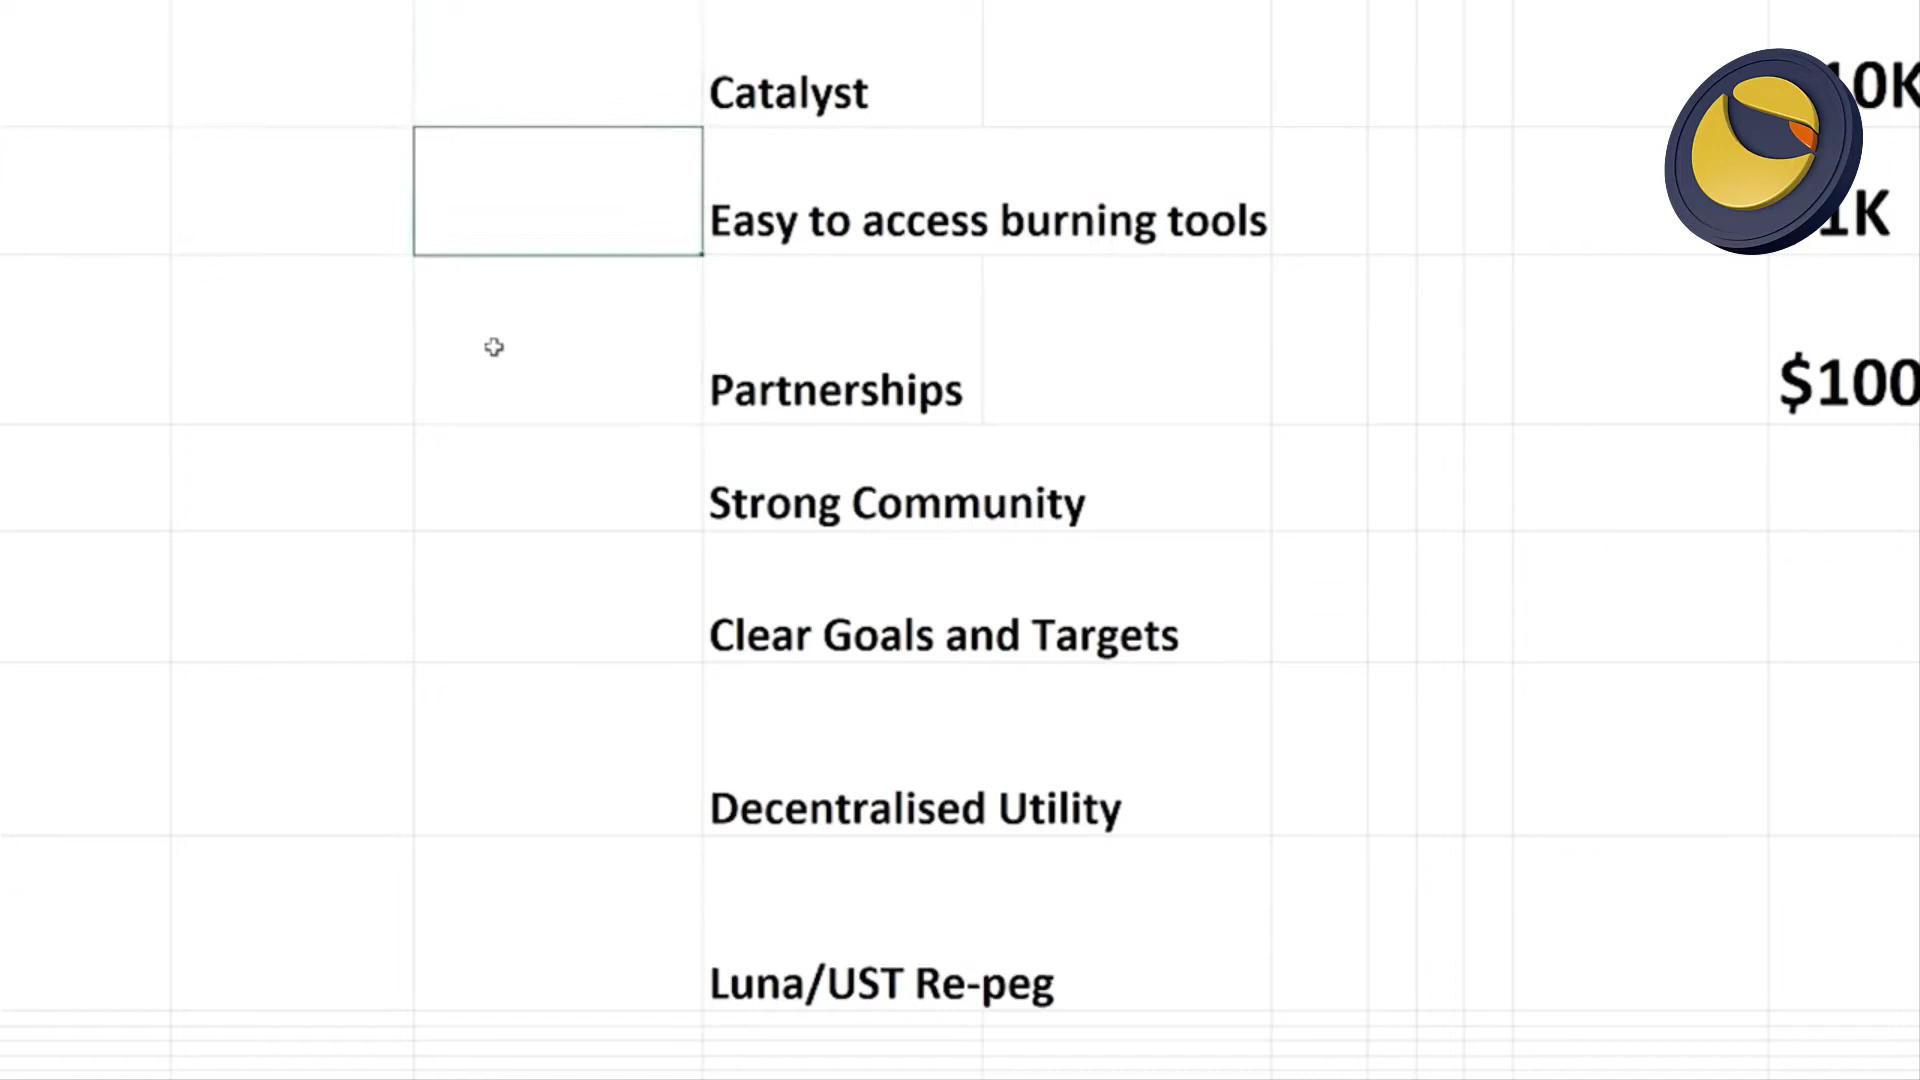 Catalyst
10K
Easy to access burning tools
1K
Partnerships
$100
Strong Community
Clear Goals and Targets
Decentralised Utility
Luna/UST Re-peg